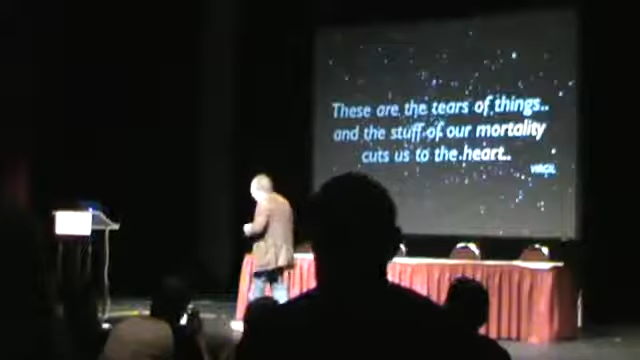 These are the tears of things..
and the stuff of our mortality
cuts us to the heart..
VIRGIL